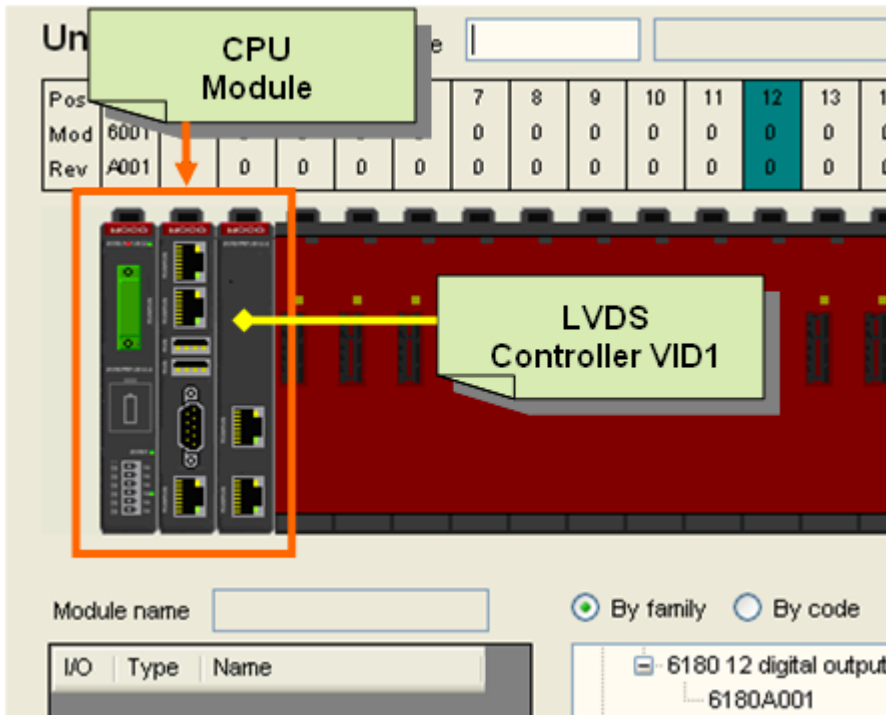 Un
CPU
Module
e
Pos 7 8 9 10 11 12 13 1
Mod 6001 0 0 0 0 0 0 0
Rev A001 0 0 0 0 0 0 0 0 0 0 0 0
LVDS
Controller VID1
Module name
By family By code
I/O Type Name
6180 12 digital output
6180A001